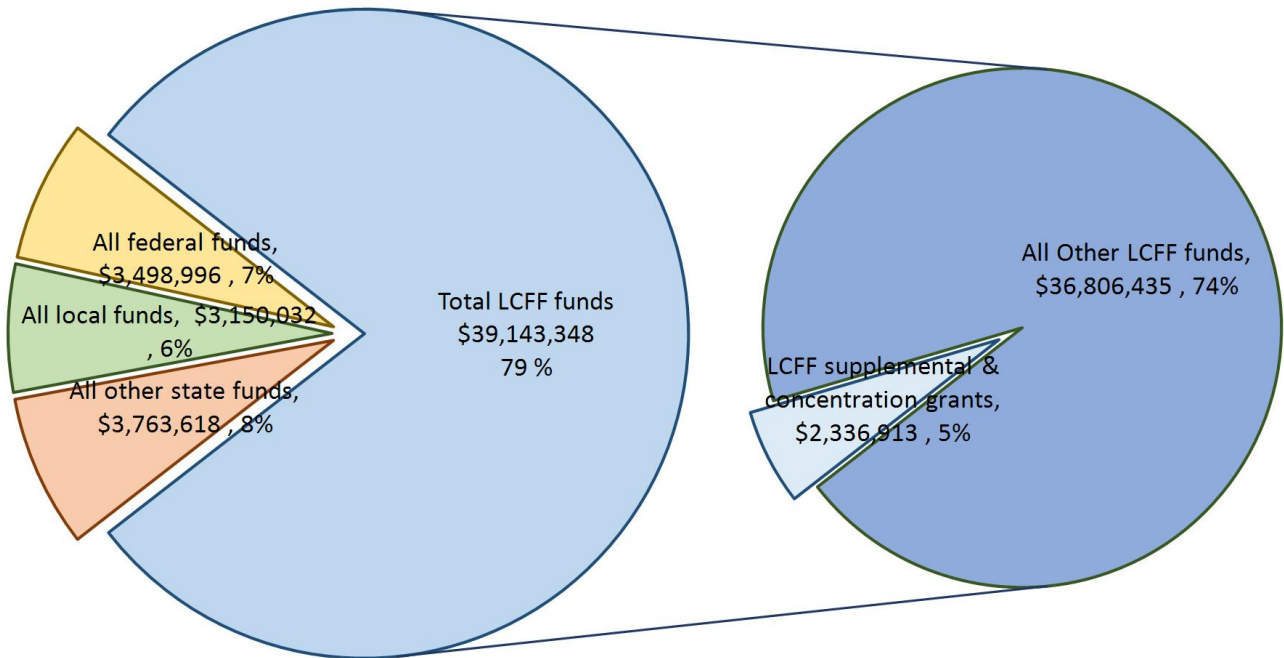 All federal funds,
$3,498,996 , 7%
All local funds,  $3,150,032
, 6%
All other state funds,
$3,763,618 , 8%
Total LCFF funds
$39,143,348
79 %
All Other LCFF funds,
$36,806,435 , 74%
LCFF supplemental &
concentration grants,
$2,336,913 , 5%